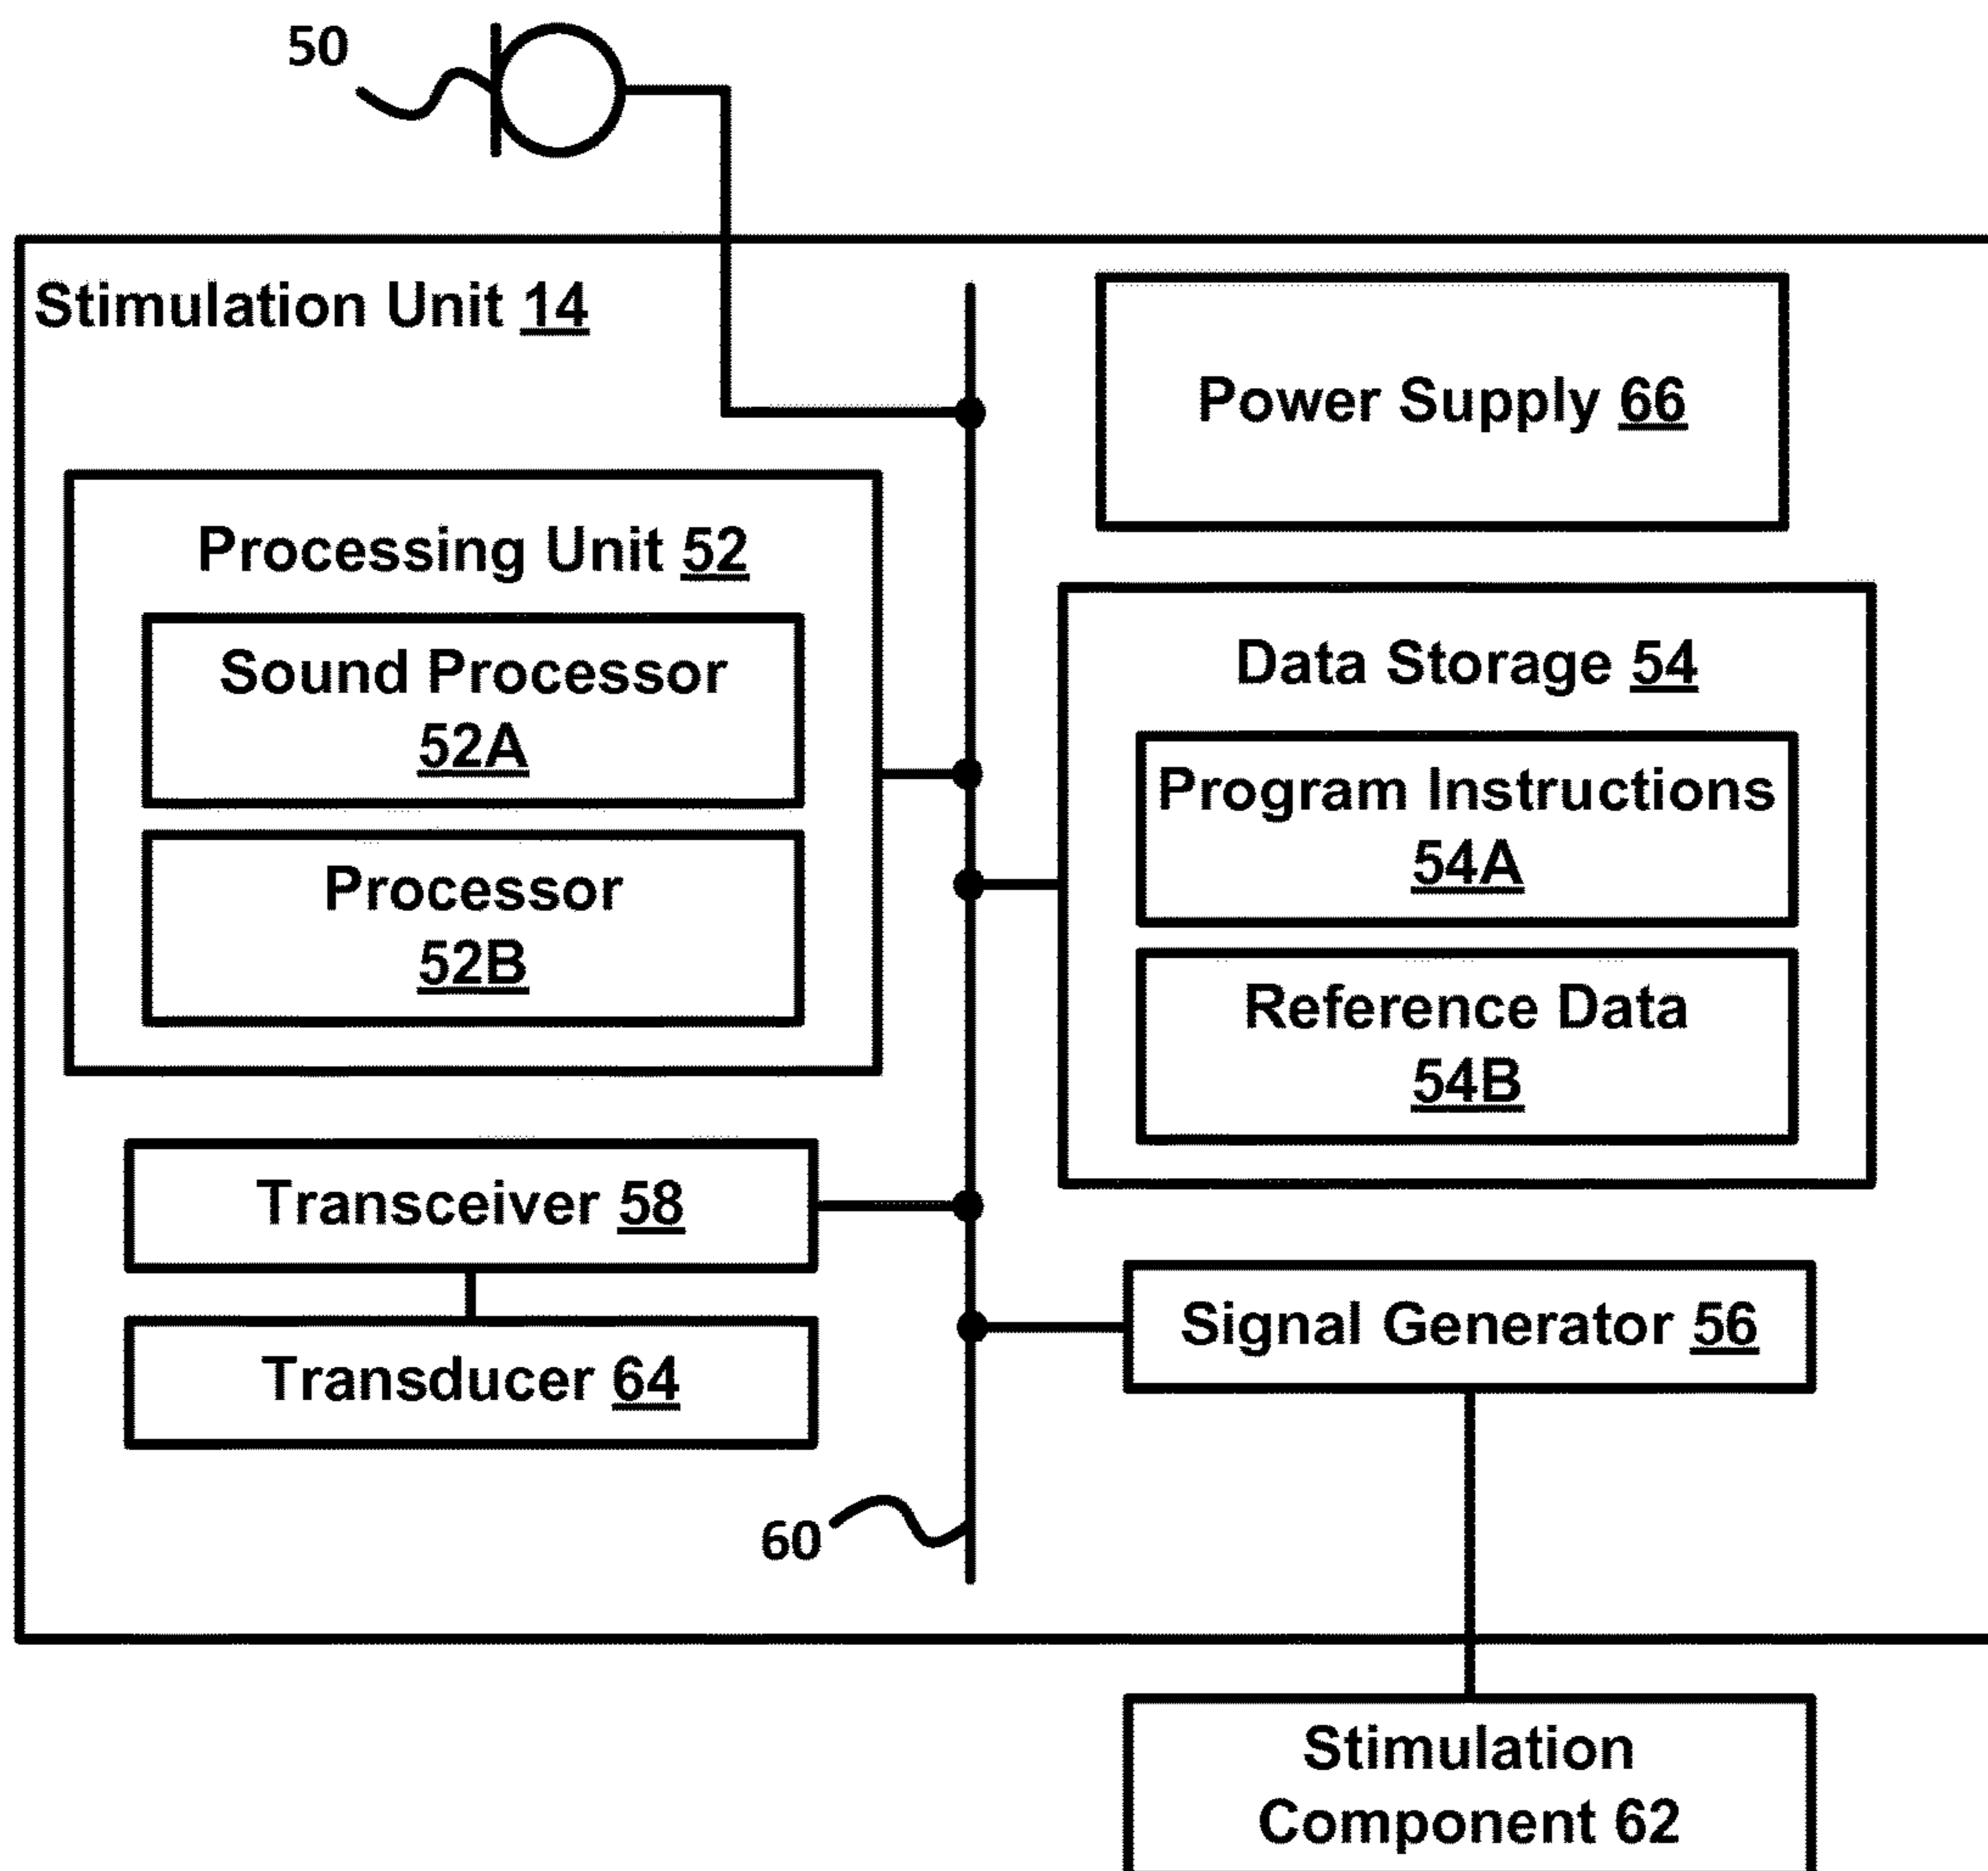 50
Stimulation Unit 14
Power Supply 66
Processing Unit 52
Sound Processor
52A
Processor
52B
Data Storage 54
Program Instructions
54A
Reference Data
54B
Transceiver 58
Transducer 64
Signal Generator 56
60
Stimulation
Component 62